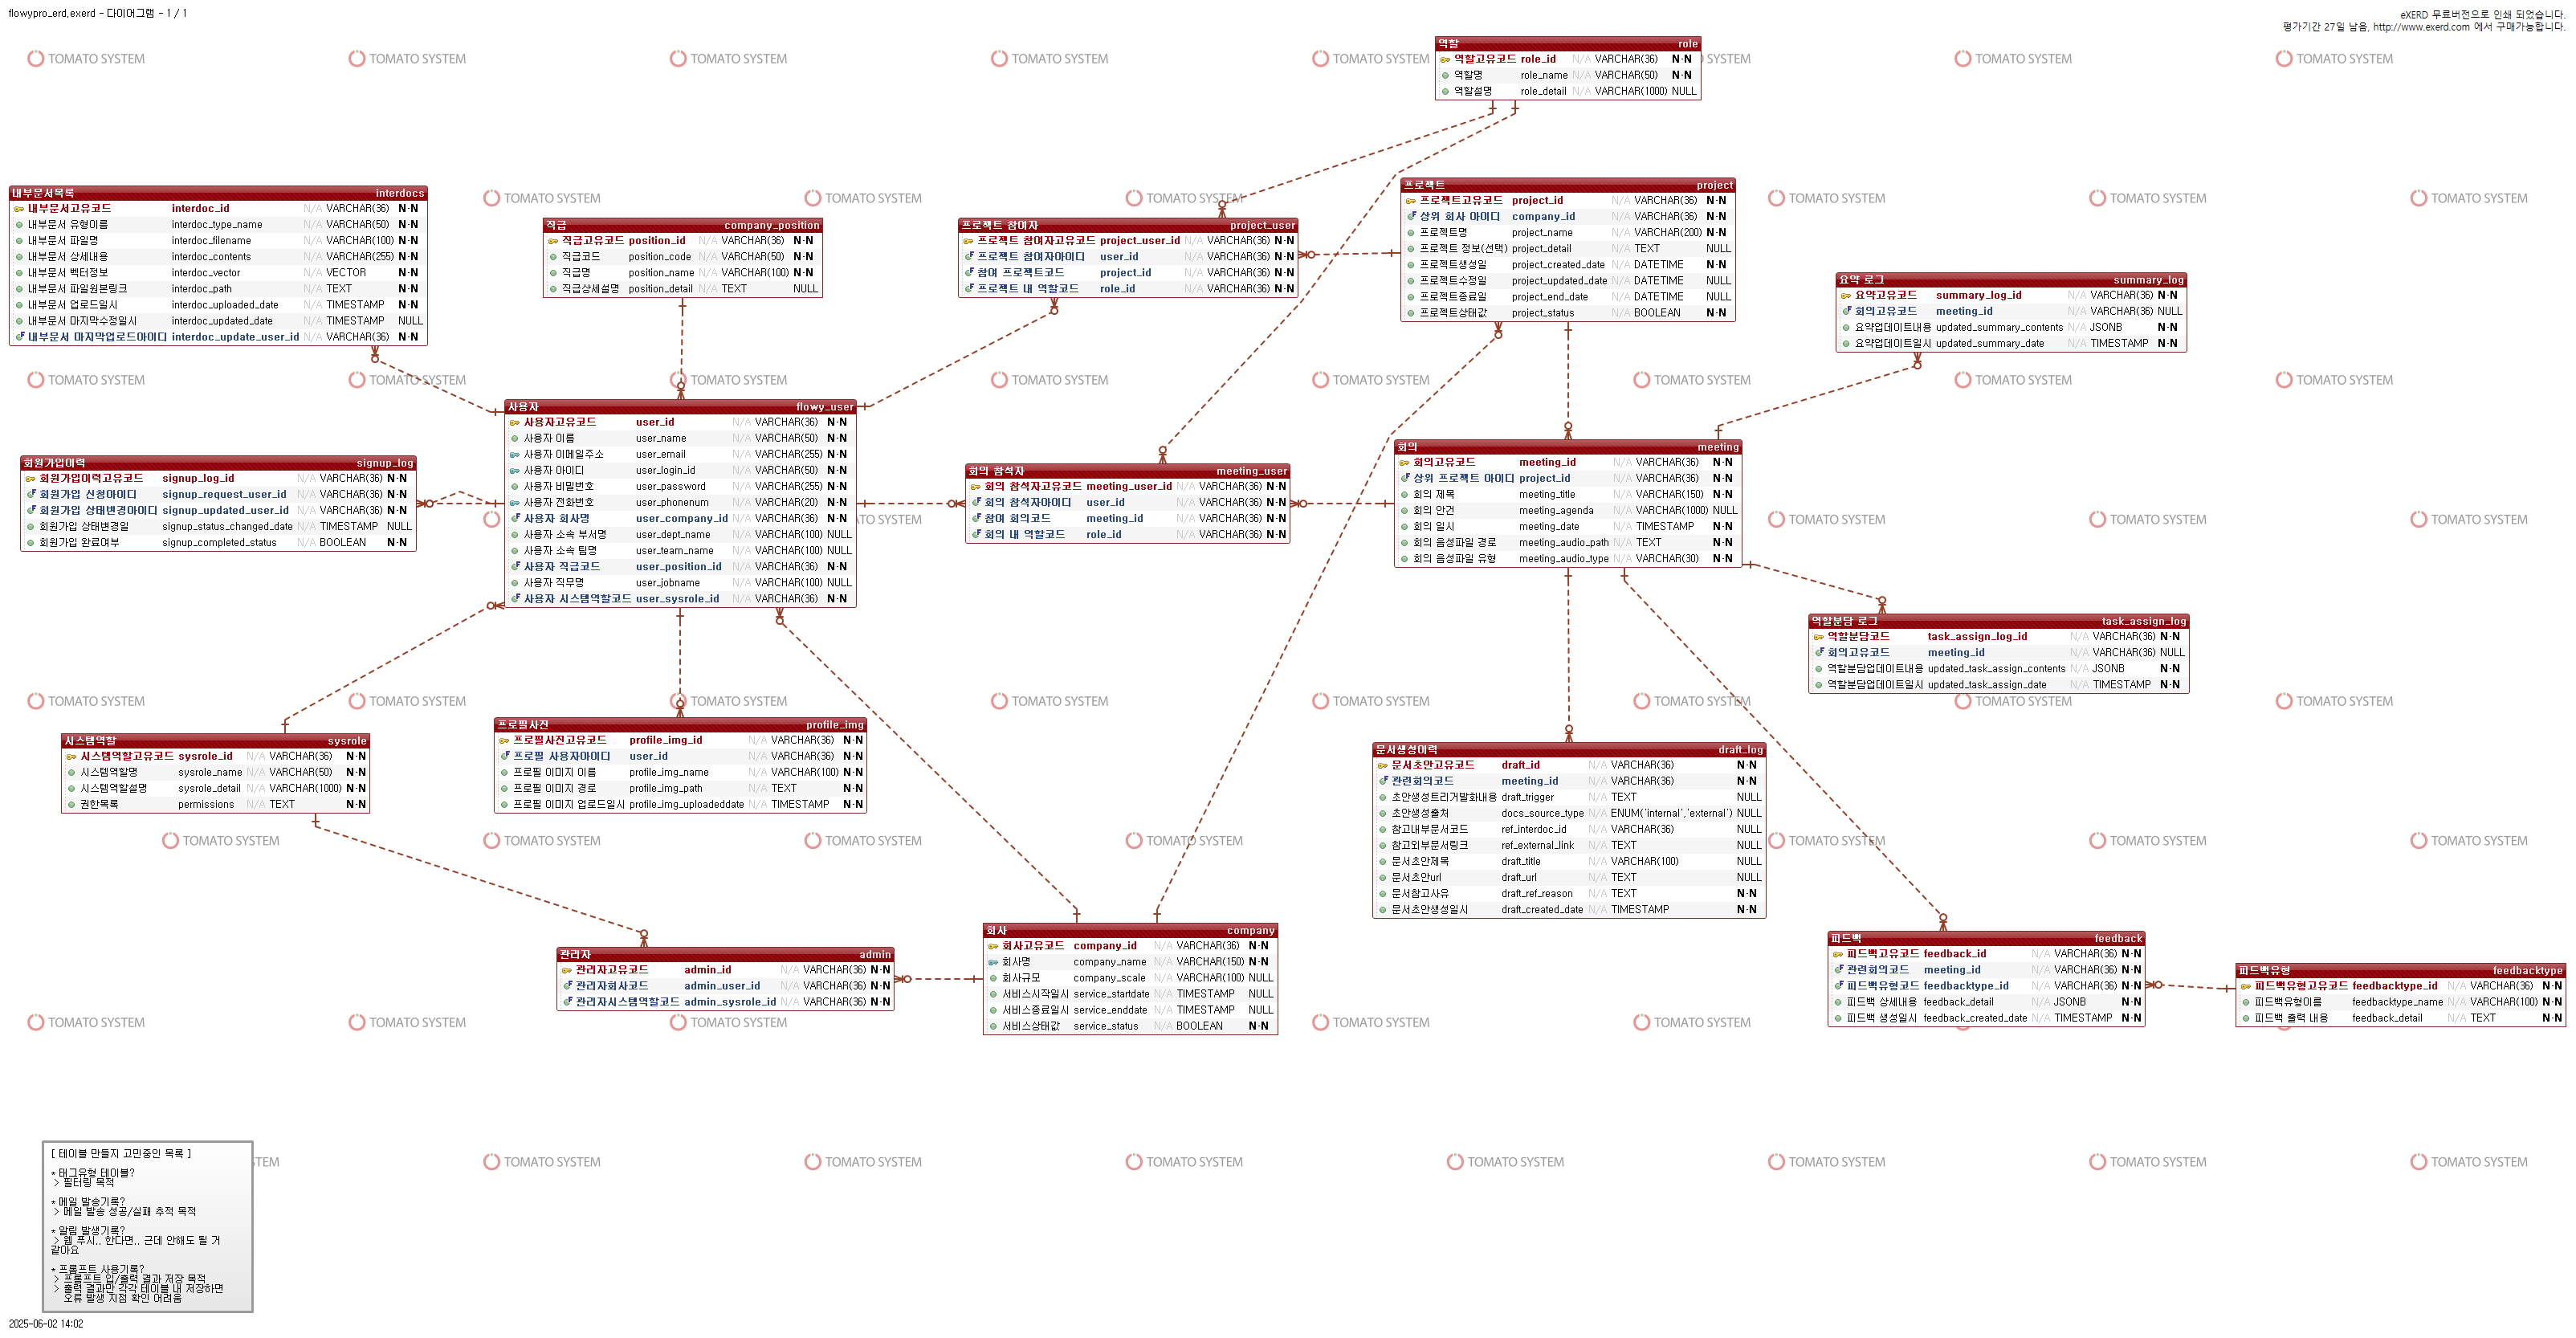 flowypro_erd.exerd - 다이어그램 - 1 / 1
eXERD 무료버전으로 인쇄 되었습니다.
평가기간 27일 남음, http://www.exerd.com 에서 구매가능합니다.
TOMATO SYSTEM
역할 role
역할고유코드 role_id N/A VARCHAR(36) N-N
역할명 role_name N/A VARCHAR(50) N-N
역할설명 role_detail N/A VARCHAR(1000) NULL
내부문서목록 interdocs
내부문서고유코드 interdoc_id N/A VARCHAR(36) N-N
내부문서 유형이름 interdoc_type_name N/A VARCHAR(50) N-N
내부문서 파일명 interdoc_filename N/A VARCHAR(100) N-N
내부문서 상세내용 interdoc_contents N/A VARCHAR(255) N-N
내부문서 벡터정보 interdoc_vector N/A VECTOR N-N
내부문서 파일원본링크 interdoc_path N/A TEXT N-N
내부문서 업로드일시 interdoc_uploaded_date N/A TIMESTAMP N-N
내부문서 마지막수정일시 interdoc_updated_date N/A TIMESTAMP NULL
내부문서 마지막업로드아이디 interdoc_update_user_id N/A VARCHAR(36) N-N
직급 company_position
직급고유코드 position_id N/A VARCHAR(36) N-N
직급코드 position_code N/A VARCHAR(50) N-N
직급명 position_name N/A VARCHAR(100) N-N
직급상세설명 position_detail N/A TEXT NULL
프로젝트 참여자 project_user
프로젝트 참여자고유코드 project_user_id N/A VARCHAR(36) N-N
프로젝트 참여자아이디 user_id N/A VARCHAR(36) N-N
참여 프로젝트코드 project_id N/A VARCHAR(36) N-N
프로젝트 내 역할코드 role_id N/A VARCHAR(36) N-N
프로젝트 project
프로젝트고유코드 project_id N/A VARCHAR(36) N-N
상위 회사 아이디 company_id N/A VARCHAR(36) N-N
프로젝트명 project_name N/A VARCHAR(200) N-N
프로젝트 정보(선택) project_detail N/A TEXT NULL
프로젝트생성일 project_created_date N/A DATETIME N-N
프로젝트수정일 project_updated_date N/A DATETIME NULL
프로젝트종료일 project_end_date N/A DATETIME NULL
프로젝트상태값 project_status N/A BOOLEAN N-N
요약 로그 summary_log
요약고유코드 summary_log_id N/A VARCHAR(36) N-N
회의고유코드 meeting_id N/A VARCHAR(36) NULL
요약업데이트내용 updated_summary_contents N/A JSONB N-N
요약업데이트일시 updated_summary_date N/A TIMESTAMP N-N
사용자 flowy_user
사용자고유코드 user_id N/A VARCHAR(36) N-N
사용자 이름 user_name N/A VARCHAR(50) N-N
사용자 이메일주소 user_email N/A VARCHAR(255) N-N
사용자 아이디 user_login_id N/A VARCHAR(50) N-N
사용자 비밀번호 user_password N/A VARCHAR(255) N-N
사용자 전화번호 user_phonenum N/A VARCHAR(20) N-N
사용자 회사명 user_company_id N/A VARCHAR(36) N-N
사용자 소속 부서명 user_dept_name N/A VARCHAR(100) NULL
사용자 소속 팀명 user_team_name N/A VARCHAR(100) NULL
사용자 직급코드 user_position_id N/A VARCHAR(36) N-N
사용자 직무명 user_jobname N/A VARCHAR(100) NULL
사용자 시스템역할코드 user_sysrole_id N/A VARCHAR(36) N-N
회원가입이력 signup_log
회원가입이력고유코드 signup_log_id N/A VARCHAR(36) N-N
회원가입 신청아이디 signup_request_user_id N/A VARCHAR(36) N-N
회원가입 상태변경아이디 signup_updated_user_id N/A VARCHAR(36) N-N
회원가입 상태변경일 signup_status_changed_date N/A TIMESTAMP NULL
회원가입 완료여부 signup_completed_status N/A BOOLEAN N-N
회의 참석자 meeting_user
회의 참석자고유코드 meeting_user_id N/A VARCHAR(36) N-N
회의 참석자아이디 user_id N/A VARCHAR(36) N-N
참여 회의코드 meeting_id N/A VARCHAR(36) N-N
회의 내 역할코드 role_id N/A VARCHAR(36) N-N
회의 meeting
회의고유코드 meeting_id N/A VARCHAR(36) N-N
상위 프로젝트 아이디 project_id N/A VARCHAR(36) N-N
회의 제목 meeting_title N/A VARCHAR(150) N-N
회의 안건 meeting_agenda N/A VARCHAR(1000) NULL
회의 일시 meeting_date N/A TIMESTAMP N-N
회의 음성파일 경로 meeting_audio_path N/A TEXT N-N
회의 음성파일 유형 meeting_audio_type N/A VARCHAR(30) N-N
역할분담 로그 task_assign_log
역할분담코드 task_assign_log_id N/A VARCHAR(36) N-N
회의고유코드 meeting_id N/A VARCHAR(36) NULL
역할분담업데이트내용 updated_task_assign_contents N/A JSONB N-N
역할분담업데이트일시 updated_task_assign_date N/A TIMESTAMP N-N
시스템역할 sysrole
시스템역할고유코드 sysrole_id N/A VARCHAR(36) N-N
시스템역할명 sysrole_name N/A VARCHAR(50) N-N
시스템역할설명 sysrole_detail N/A VARCHAR(1000) N-N
권한목록 permissions N/A TEXT N-N
프로필사진 profile_img
프로필사진고유코드 profile_img_id N/A VARCHAR(36) N-N
프로필 사용자아이디 user_id N/A VARCHAR(36) N-N
프로필 이미지 이름 profile_img_name N/A VARCHAR(100) N-N
프로필 이미지 경로 profile_img_path N/A TEXT N-N
프로필 이미지 업로드일시 profile_img_uploadeddate N/A TIMESTAMP N-N
문서생성이력 draft_log
문서초안고유코드 draft_id N/A VARCHAR(36) N-N
관련회의코드 meeting_id N/A VARCHAR(36) N-N
초안생성트리거발화내용 draft_trigger N/A TEXT NULL
초안생성출처 docs_source_type N/A ENUM('internal','external') NULL
참고내부문서코드 ref_interdoc_id N/A VARCHAR(36) NULL
참고외부문서링크 ref_external_link N/A TEXT NULL
문서초안제목 draft_title N/A VARCHAR(100) NULL
문서초안url draft_url N/A TEXT NULL
문서참고사유 draft_ref_reason N/A TEXT N-N
문서초안생성일시 draft_created_date N/A TIMESTAMP N-N
관리자 admin
관리자고유코드 admin_id N/A VARCHAR(36) N-N
관리자회사코드 admin_user_id N/A VARCHAR(36) N-N
관리자시스템역할코드 admin_sysrole_id N/A VARCHAR(36) N-N
회사 company
회사고유코드 company_id N/A VARCHAR(36) N-N
회사명 company_name N/A VARCHAR(150) N-N
회사규모 company_scale N/A VARCHAR(100) NULL
서비스시작일시 service_startdate N/A TIMESTAMP NULL
서비스종료일시 service_enddate N/A TIMESTAMP NULL
서비스상태값 service_status N/A BOOLEAN N-N
피드백 feedback
피드백고유코드 feedback_id N/A VARCHAR(36) N-N
관련회의코드 meeting_id N/A VARCHAR(36) N-N
피드백유형코드 feedbacktype_id N/A VARCHAR(36) N-N
피드백 상세내용 feedback_detail N/A JSONB N-N
피드백 생성일시 feedback_created_date N/A TIMESTAMP N-N
피드백유형 feedbacktype
피드백유형고유코드 feedbacktype_id N/A VARCHAR(36) N-N
피드백유형이름 feedbacktype_name N/A VARCHAR(100) N-N
피드백 출력 내용 feedback_detail N/A TEXT N-N
[ 테이블 만들지 고민중인 목록 ]
* 태그유형 테이블?
> 필터링 목적
* 메일 발송기록?
> 메일 발송 성공/실패 추적 목적
* 알림 발생기록?
> 웹 푸시.. 한다면.. 근데 안해도 될 거
같아요
* 프롬프트 사용기록?
> 프롬프트 입/출력 결과 저장 목적
> 출력 결과만 각각 테이블 내 저장하면
오류 발생 지점 확인 어려움
2025-06-02 14:02